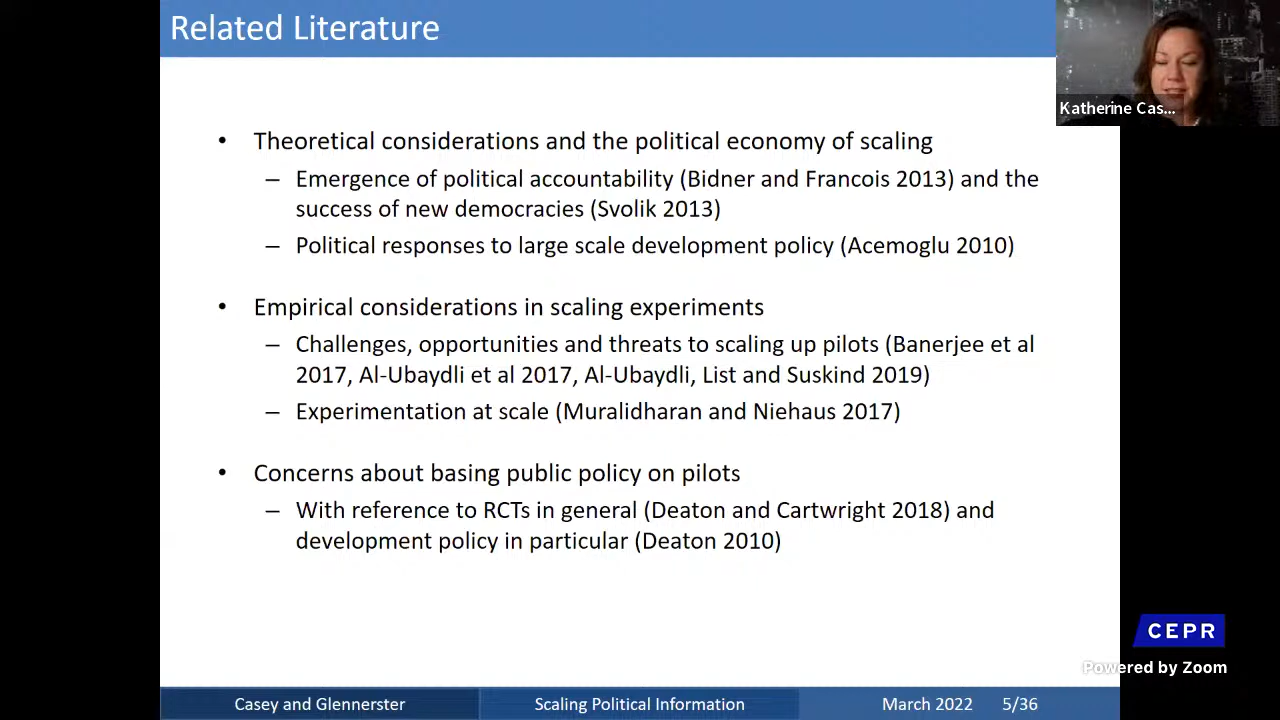 Related Literature
Katherine Cas...
• Theoretical considerations and the political economy of scaling
– Emergence of political accountability (Bidner and Francois 2013) and the
success of new democracies (Svolik 2013)
– Political responses to large scale development policy (Acemoglu 2010)
• Empirical considerations in scaling experiments
– Challenges, opportunities and threats to scaling up pilots (Banerjee et al
2017, Al-Ubaydli et al 2017, Al-Ubaydli, List and Suskind 2019)
– Experimentation at scale (Muralidharan and Niehaus 2017)
• Concerns about basing public policy on pilots
– With reference to RCTs in general (Deaton and Cartwright 2018) and
development policy in particular (Deaton 2010)
CEPR
Powered by Zoom
Casey and Glennerster Scaling Political Information March 2022 5/36